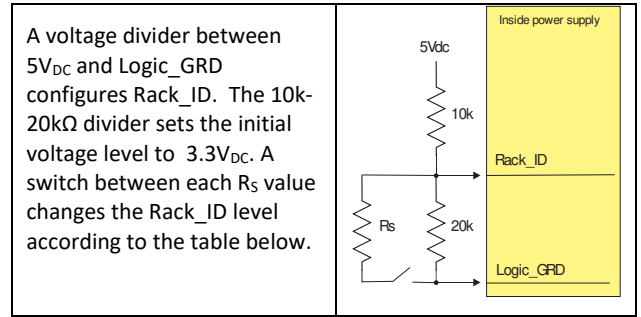 A voltage divider between
5VDC and Logic_GRD
configures Rack_ID. The 10k-
20kΩ divider sets the initial
voltage level to 3.3VDC. A
switch between each RS value
changes the Rack_ID level
according to the table below.
Inside power supply
5Vdc
10k
Rack_ID
Rs
20k
Logic_GRD